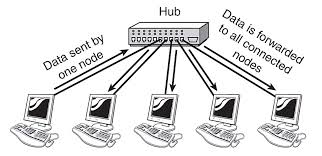 Hub
Data sent by
one node
Data is forwarded
to all connected
nodes